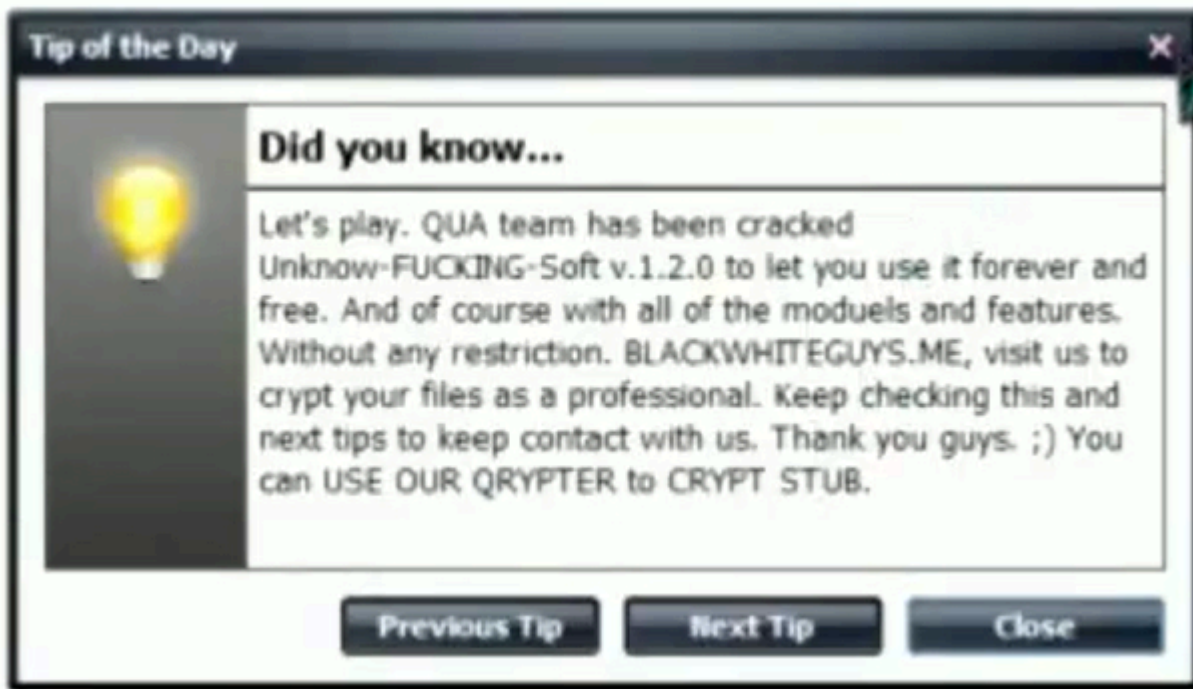 Tip of the Day
Did you know...
Let's play. QUA team has been cracked
Unknow-FUCKING-Soft v.1.2.0 to let you use it forever and
free. And of course with all of the moduels and features.
Without any restriction. BLACKWHITEGUYS.ME, visit us to
crypt your files as a professional. Keep checking this and
next tips to keep contact with us. Thank you guys. ;) You
can USE OUR QRYPTER to CRYPT STUB.
Previous Tip
Next Tip
Close